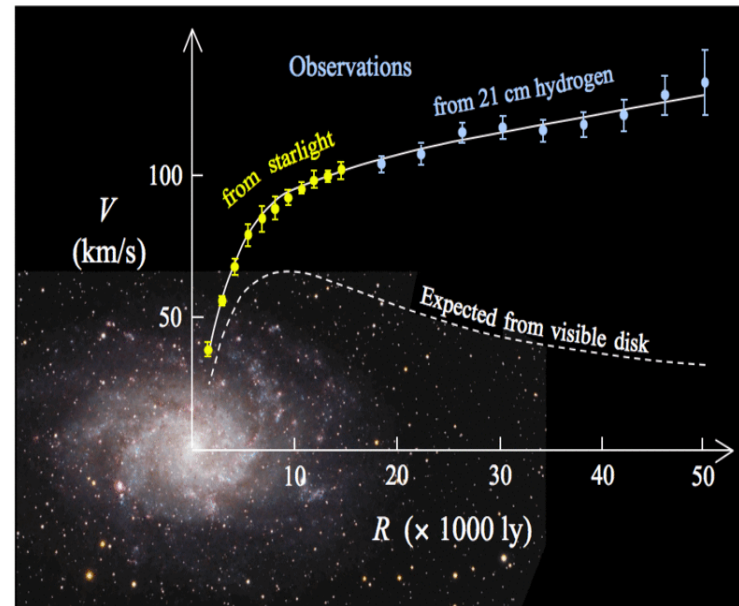 Observations
from 21 cm hydrogen
from starlight
100
V
(km/s)
50
Expected from visible disk
10
20
30
40
50
R (× 1000 ly)